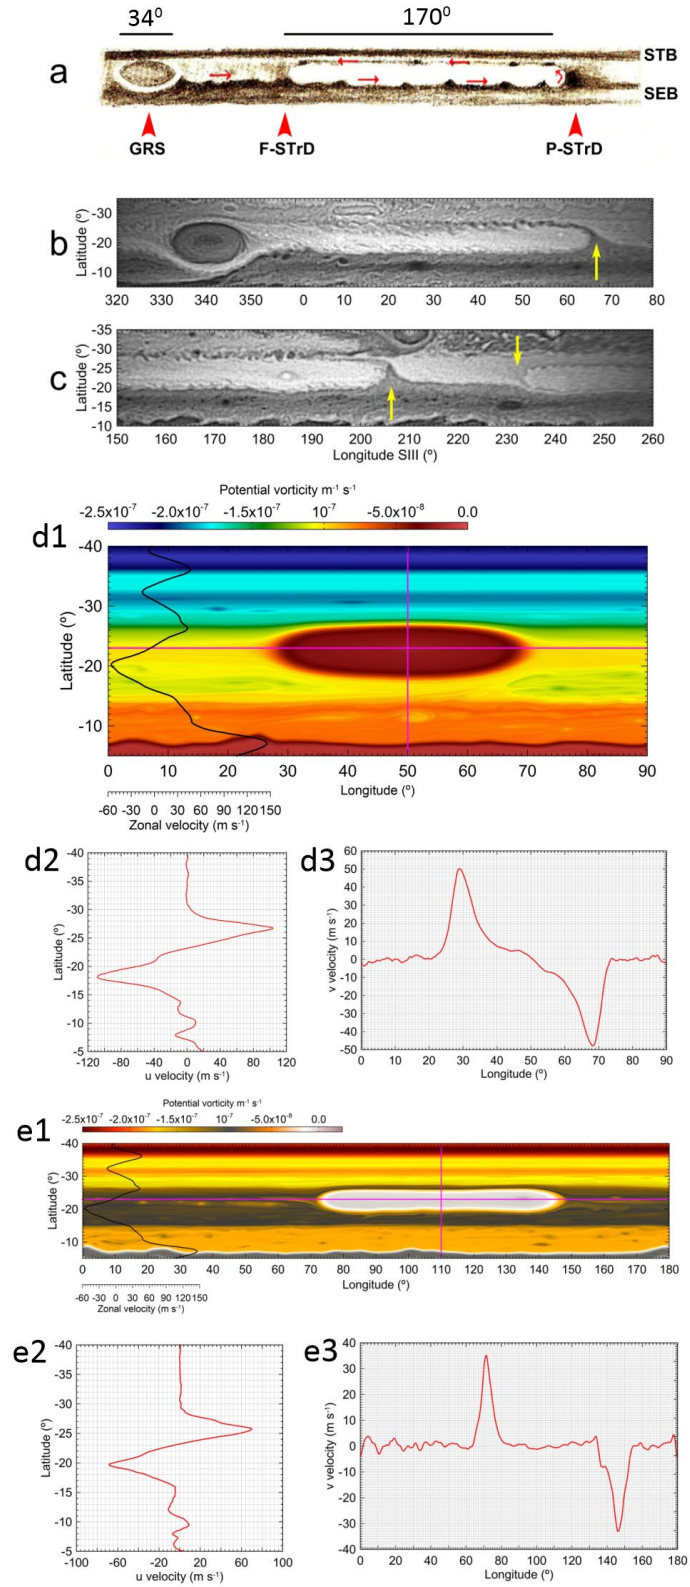 34⁰ 170⁰
a
STB
SEB
GRS F-STrD P-STrD
b
Latitude (º)
-30
-20
-10
320 330 340 350 0 10 20 30 40 50 60 70 80
c
Latitude (º)
-35
-30
-25
-20
-15
-10
150 160 170 180 190 200 210 220 230 240 250 260
Longitude SIII (º)
Potential vorticity m⁻¹ s⁻¹
-2.5x10⁻⁷ -2.0x10⁻⁷ -1.5x10⁻⁷ 10⁻⁷ -5.0x10⁻⁸ 0.0
d1
Latitude (º)
-40
-30
-20
-10
0 10 20 30 40 50 60 70 80 90
Longitude (º)
-60 -30 0 30 60 90 120 150
Zonal velocity (m s⁻¹)
d2
Latitude (º)
-40
-35
-30
-25
-20
-15
-10
-5
-120 -80 -40 0 40 80 120
u velocity (m s⁻¹)
d3
v velocity (m s⁻¹)
60
50
40
30
20
10
0
-10
-20
-30
-40
-50
0 10 20 30 40 50 60 70 80 90
Longitude (º)
Potential vorticity m⁻¹ s⁻¹
-2.5x10⁻⁷ -2.0x10⁻⁷ -1.5x10⁻⁷ 10⁻⁷ -5.0x10⁻⁸ 0.0
e1
Latitude (º)
-40
-30
-20
-10
0 10 20 30 40 50 60 70 80 90 100 110 120 130 140 150 160 170 180
Longitude (º)
-60 -30 0 30 60 90 120 150
Zonal velocity (m s⁻¹)
e2
Latitude (º)
-40
-35
-30
-25
-20
-15
-10
-5
-100 -60 -20 20 60 100
u velocity (m s⁻¹)
e3
v velocity (m s⁻¹)
40
30
20
10
0
-10
-20
-30
-40
0 20 40 60 80 100 120 140 160 180
Longitude (º)